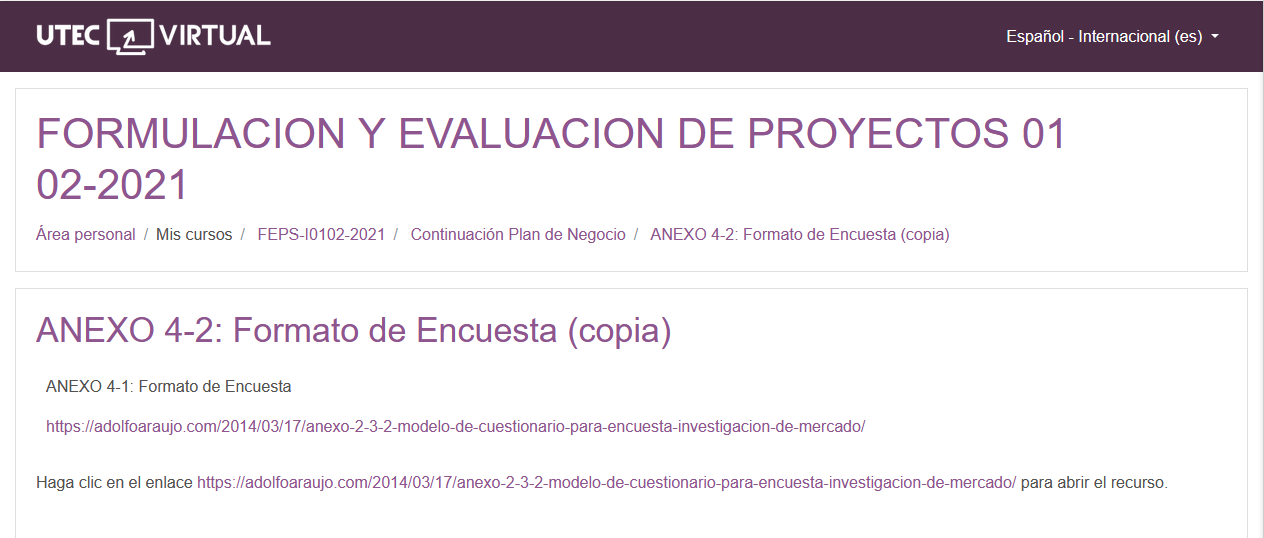 UTEC VIRTUAL
Español - Internacional (es)
FORMULACION Y EVALUACION DE PROYECTOS 01
02-2021
Área personal / Mis cursos / FEPS-I0102-2021 / Continuación Plan de Negocio / ANEXO 4-2: Formato de Encuesta (copia)
ANEXO 4-2: Formato de Encuesta (copia)
ANEXO 4-1: Formato de Encuesta
https://adolfoaraujo.com/2014/03/17/anexo-2-3-2-modelo-de-cuestionario-para-encuesta-investigacion-de-mercado/
Haga clic en el enlace https://adolfoaraujo.com/2014/03/17/anexo-2-3-2-modelo-de-cuestionario-para-encuesta-investigacion-de-mercado/ para abrir el recurso.